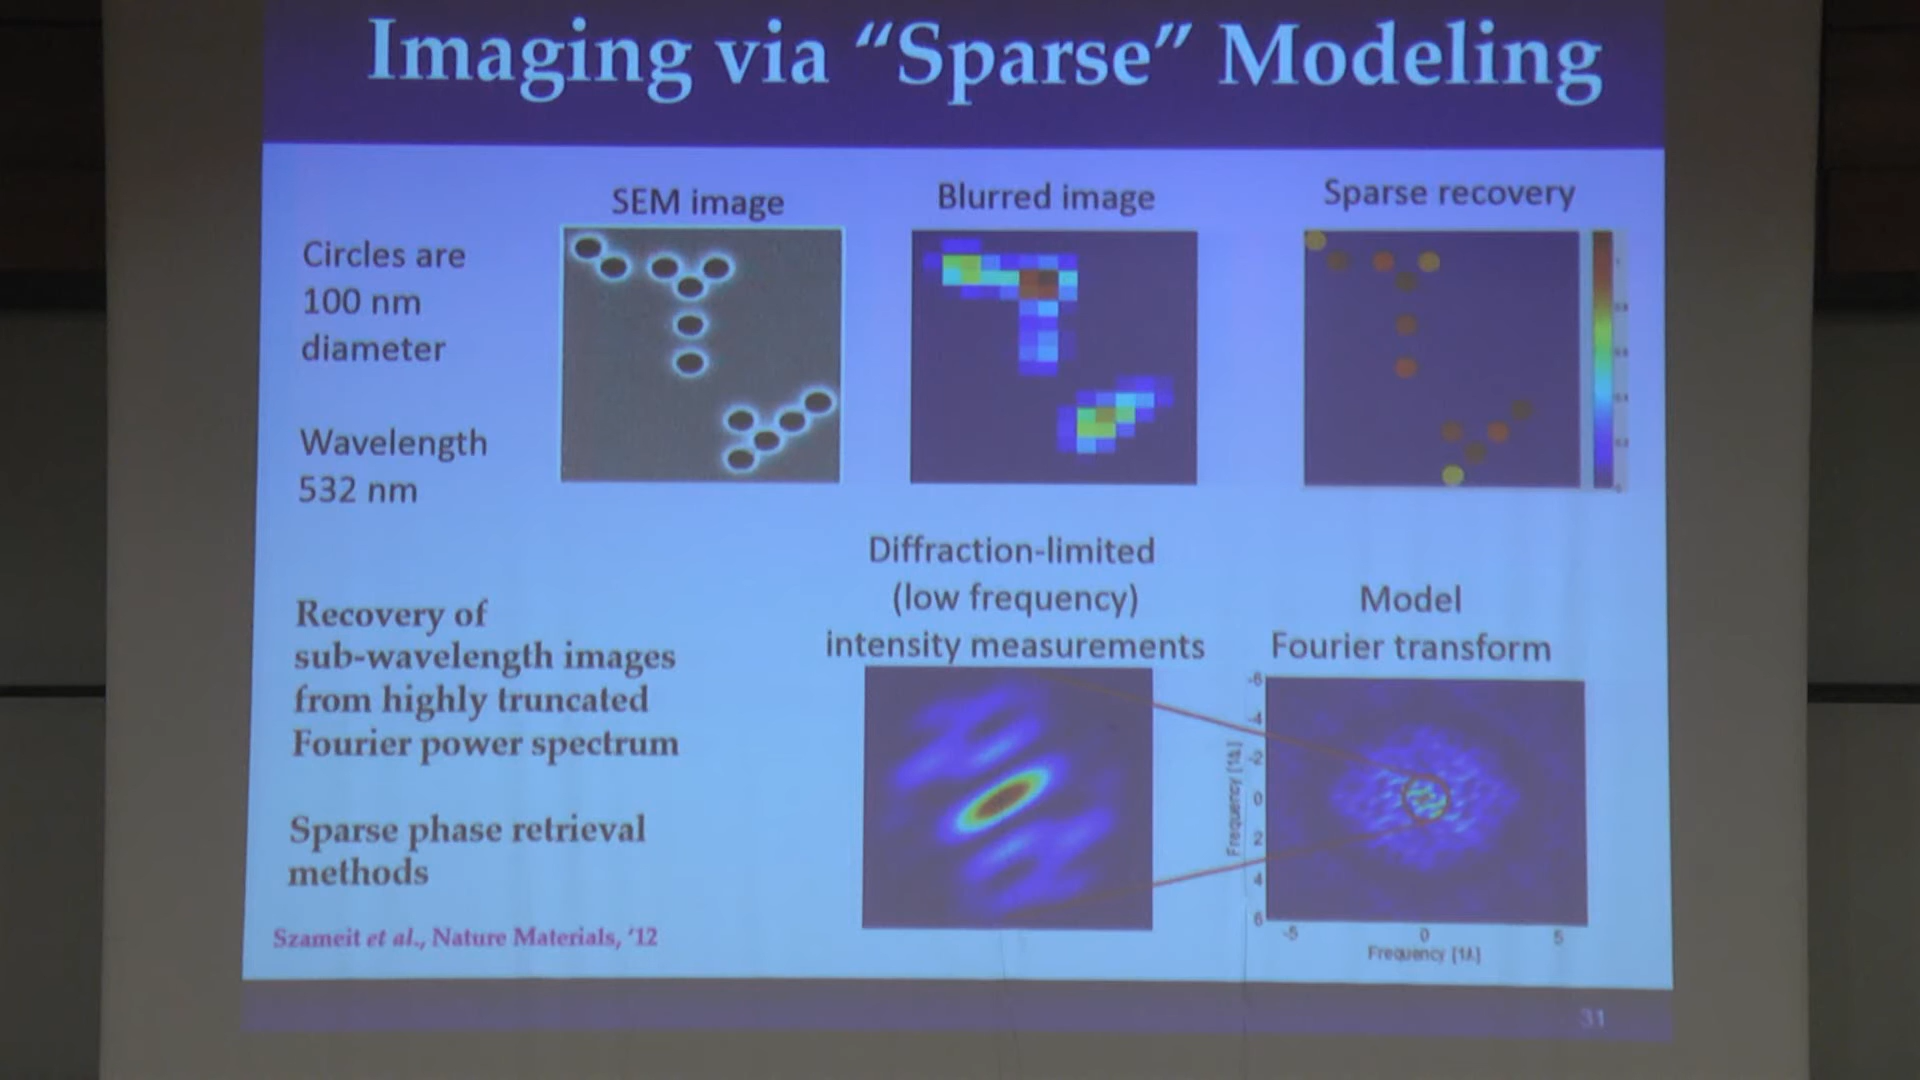 Imaging via “Sparse” Modeling
SEM image
Blurred image
Sparse recovery
Circles are
100 nm
diameter
Wavelength
532 nm
Diffraction-limited
(low frequency)
intensity measurements
Model
Fourier transform
Recovery of
sub-wavelength images
from highly truncated
Fourier power spectrum
Sparse phase retrieval
methods
Szameit et al., Nature Materials, ’12
-6
-4
-2
0
2
4
6
Frequency [1/λ]
-5 0 5
Frequency [1/λ]
31